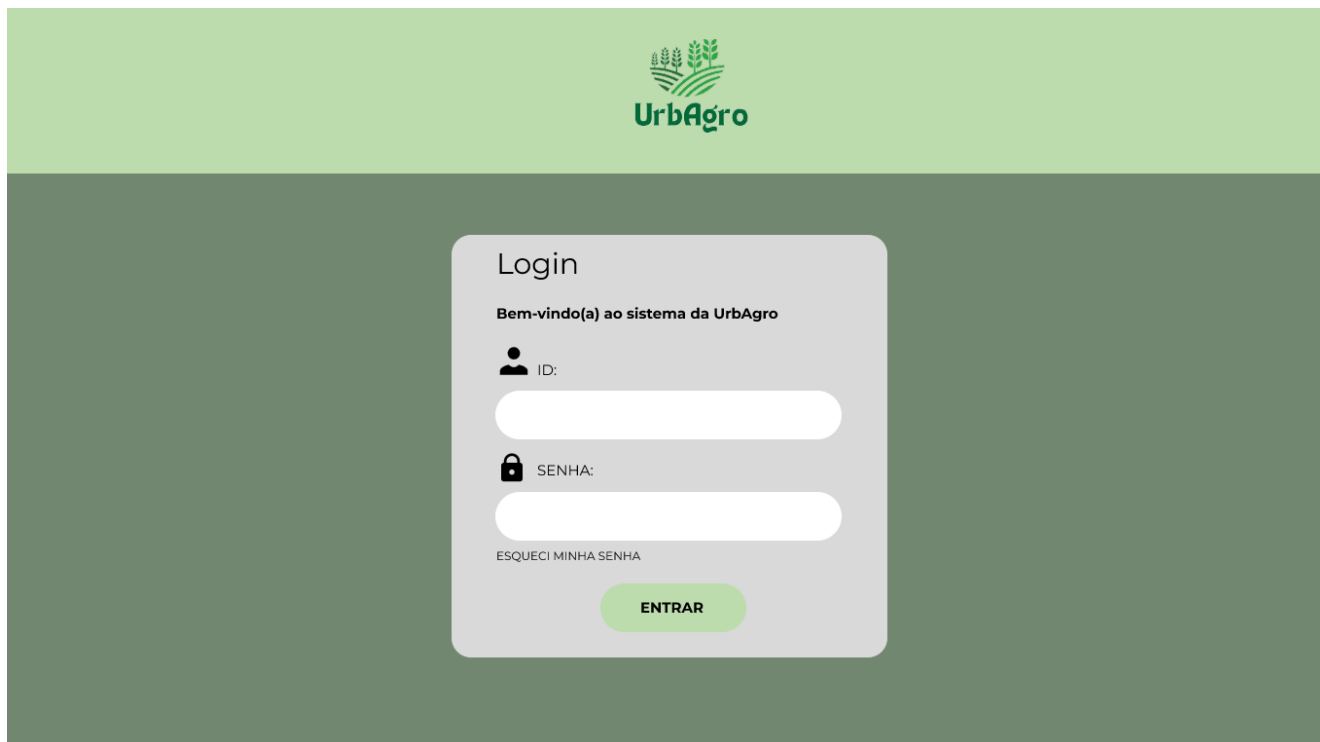 UrbAgro
Login
Bem-vindo(a) ao sistema da UrbAgro
ID:
SENHA:
ESQUECI MINHA SENHA
ENTRAR